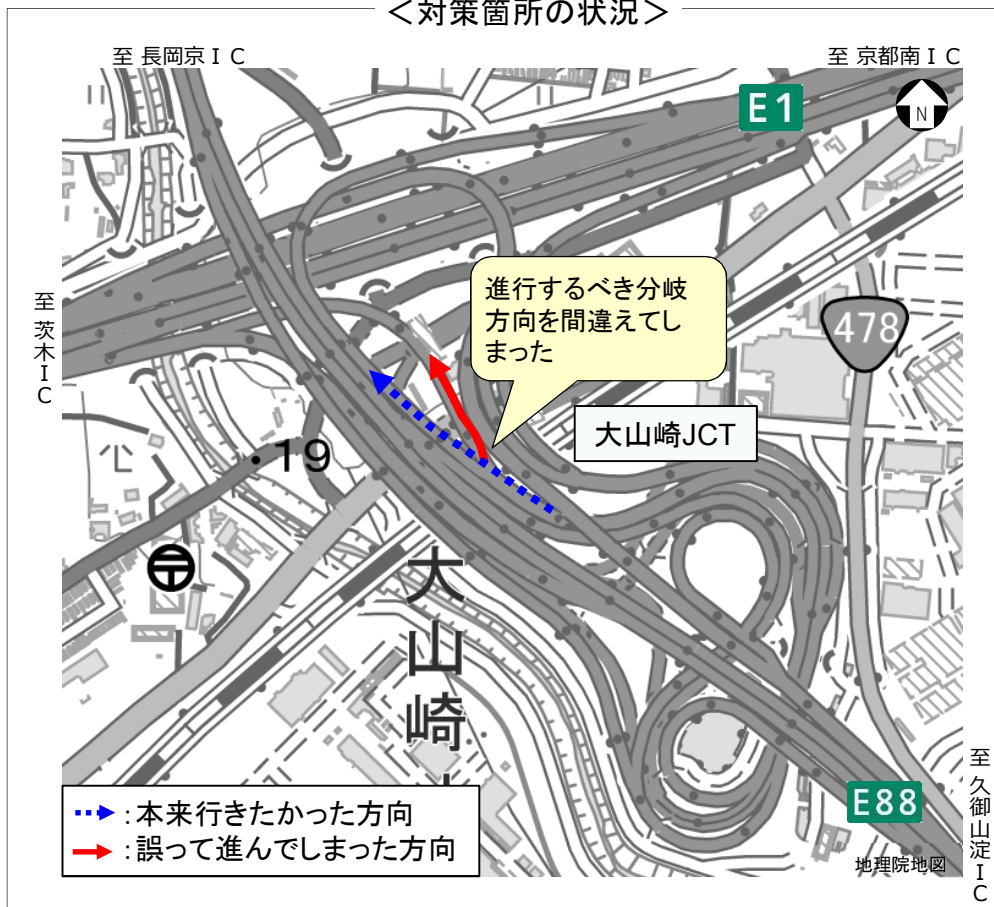 ＜対策箇所の状況＞
至 長岡京ＩＣ
至 京都南ＩＣ
E1
N
至 茨木ＩＣ
進行するべき分岐
方向を間違えてし
まった
478
大山崎JCT
19
大山崎
E88
至 久御山淀ＩＣ
：本来行きたかった方向
：誤って進んでしまった方向
地理院地図